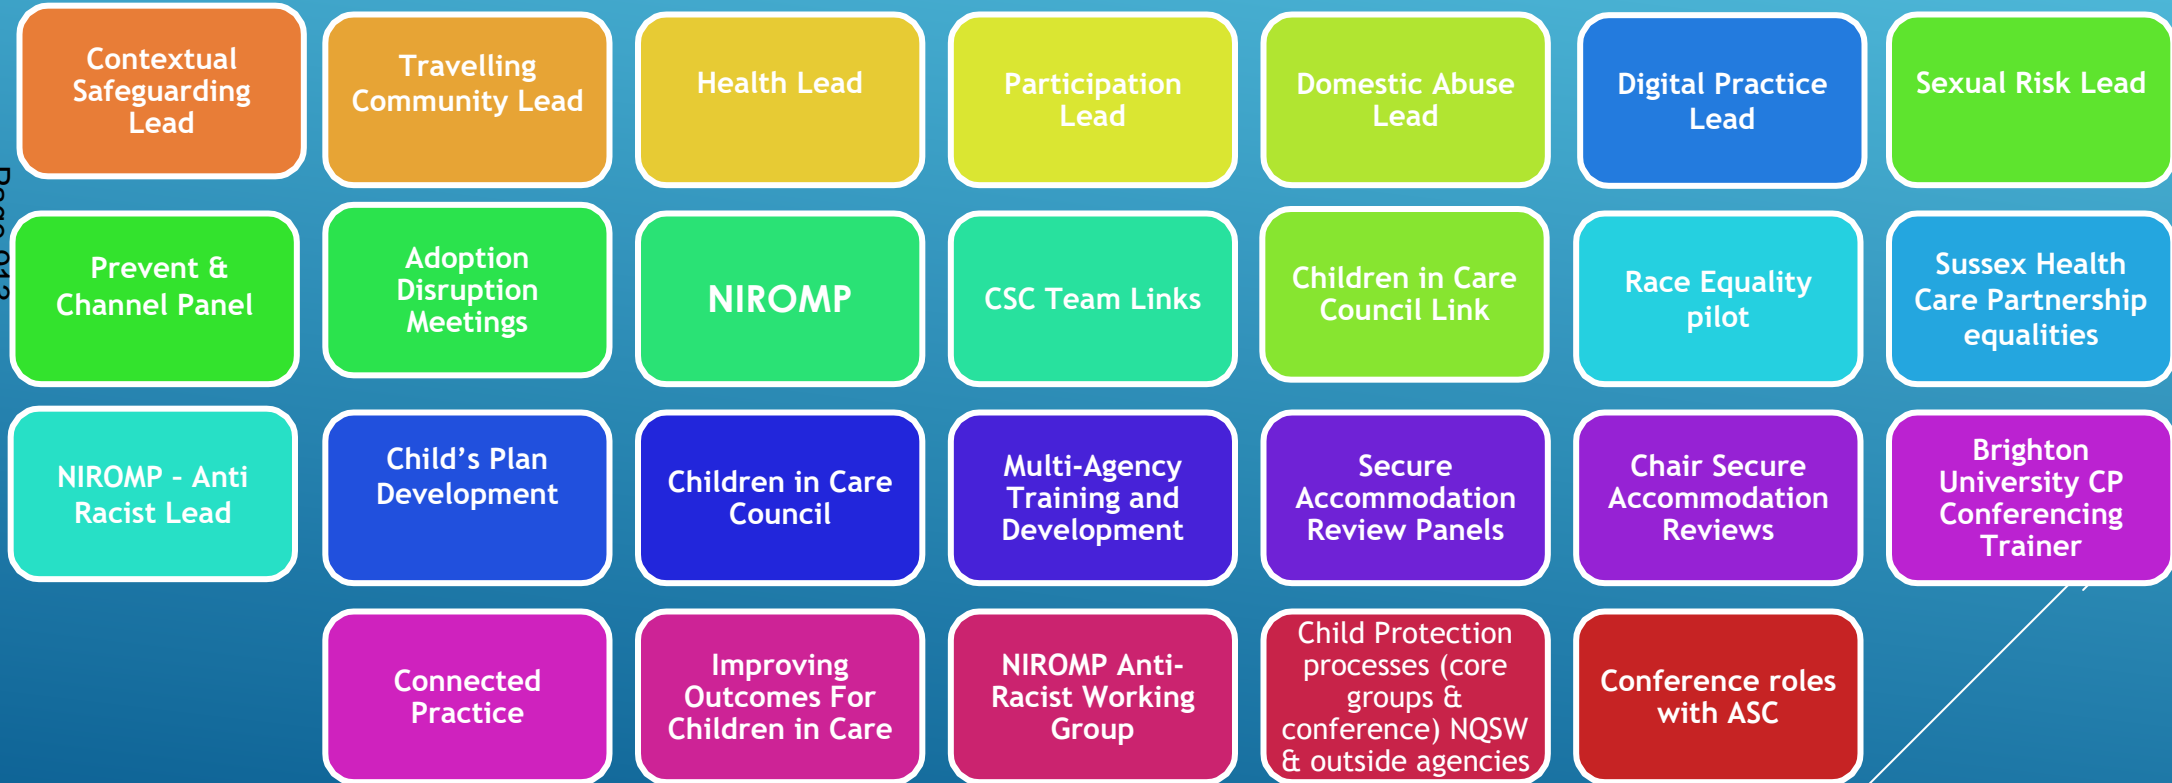 Contextual
Safeguarding
Lead
Travelling
Community Lead
Health Lead
Participation
Lead
Domestic Abuse
Lead
Digital Practice
Lead
Sexual Risk Lead
Prevent &
Channel Panel
Adoption
Disruption
Meetings
NIROMP
CSC Team Links
Children in Care
Council Link
Race Equality
pilot
Sussex Health
Care Partnership
equalities
NIROMP - Anti
Racist Lead
Child’s Plan
Development
Children in Care
Council
Multi-Agency
Training and
Development
Secure
Accommodation
Review Panels
Chair Secure
Accommodation
Reviews
Brighton
University CP
Conferencing
Trainer
Connected
Practice
Improving
Outcomes For
Children in Care
NIROMP Anti-
Racist Working
Group
Child Protection
processes (core
groups &
conference) NQSW
& outside agencies
Conference roles
with ASC